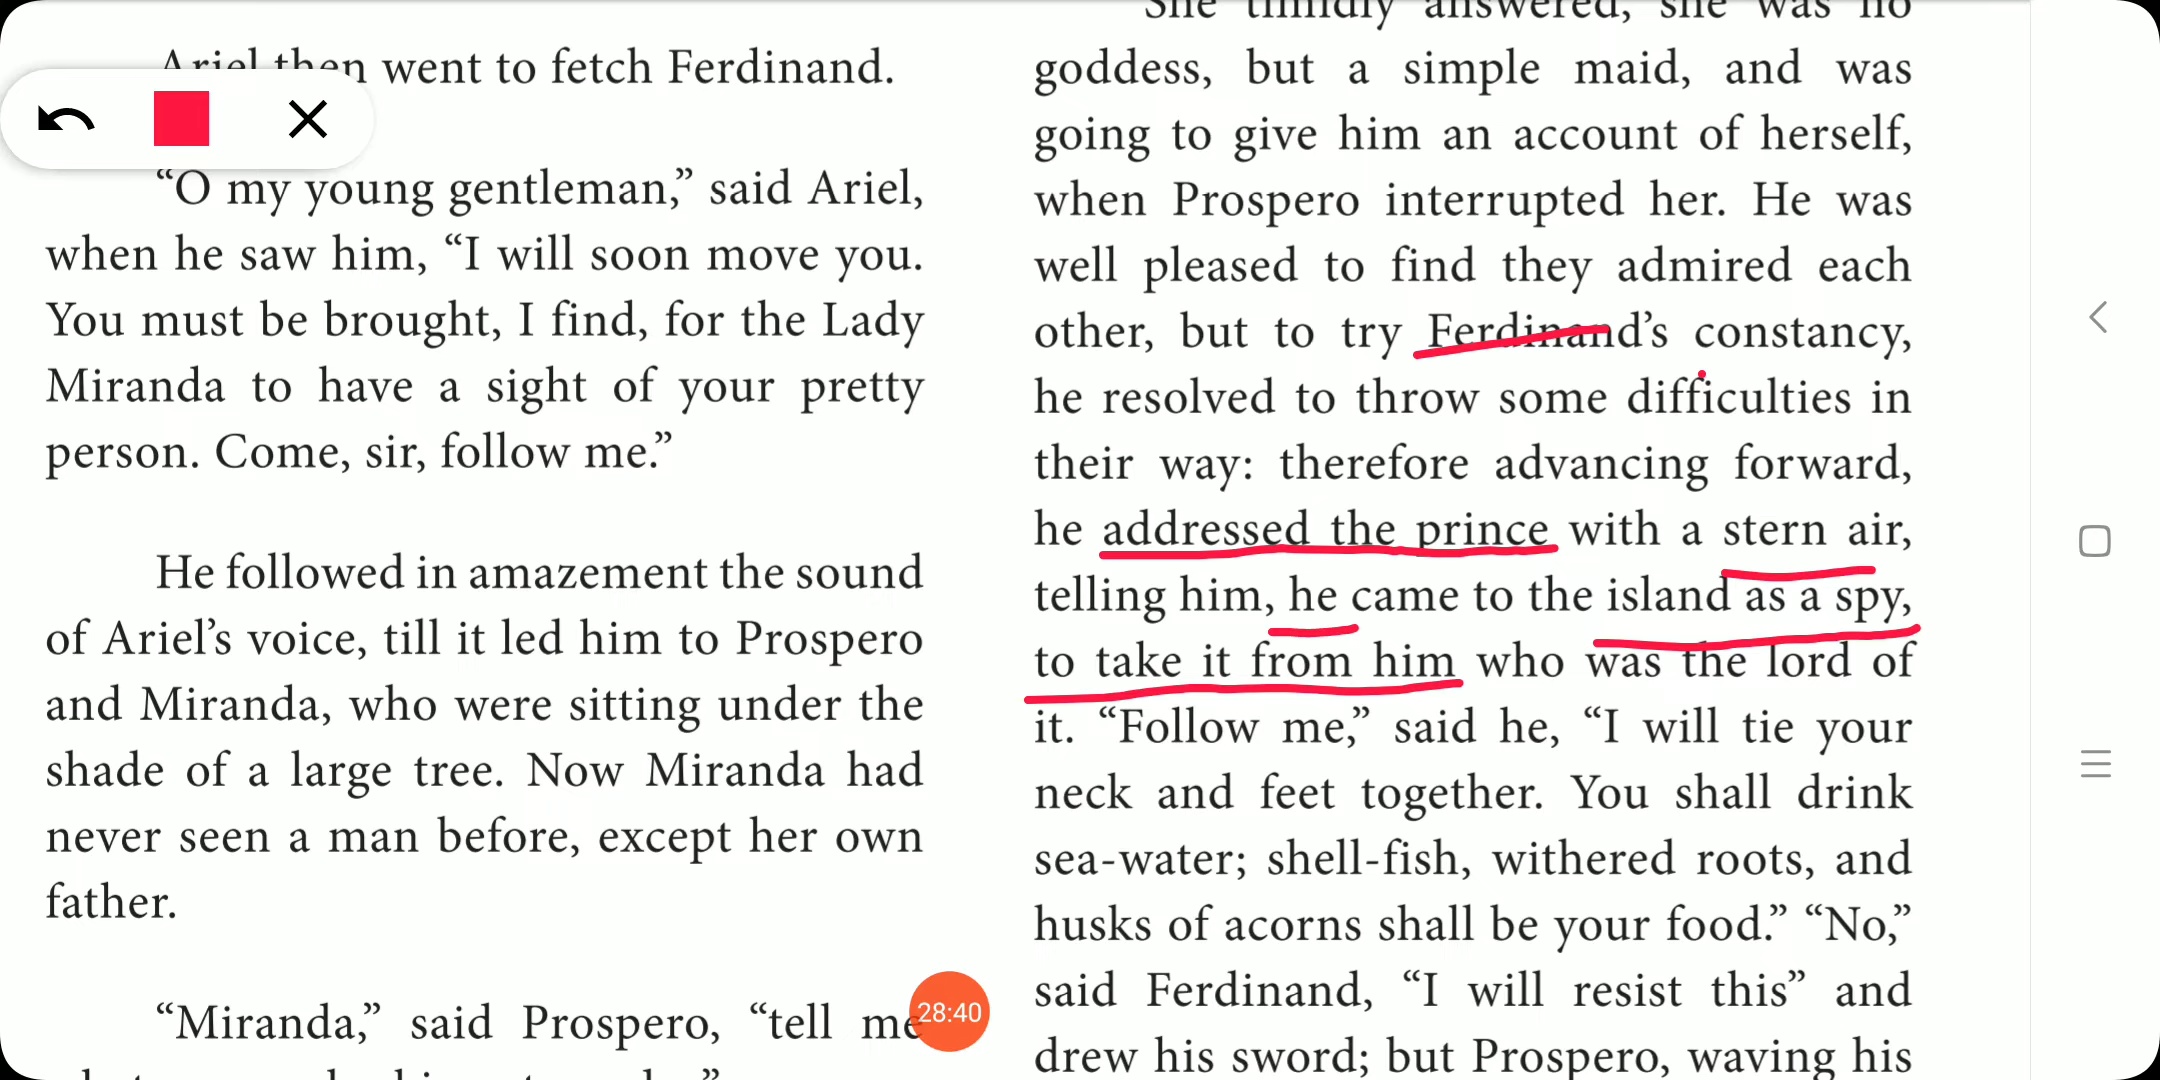 Ariel then went to fetch Ferdinand.
“O my young gentleman,” said Ariel,
when he saw him, “I will soon move you.
You must be brought, I find, for the Lady
Miranda to have a sight of your pretty
person. Come, sir, follow me.”
He followed in amazement the sound
of Ariel’s voice, till it led him to Prospero
and Miranda, who were sitting under the
shade of a large tree. Now Miranda had
never seen a man before, except her own
father.
“Miranda,” said Prospero, “tell me
28:40
She timidly answered, she was no
goddess, but a simple maid, and was
going to give him an account of herself,
when Prospero interrupted her. He was
well pleased to find they admired each
other, but to try Ferdinand’s constancy,
he resolved to throw some difficulties in
their way: therefore advancing forward,
he addressed the prince with a stern air,
telling him, he came to the island as a spy,
to take it from him who was the lord of
it. “Follow me,” said he, “I will tie your
neck and feet together. You shall drink
sea-water; shell-fish, withered roots, and
husks of acorns shall be your food.” “No,”
said Ferdinand, “I will resist this” and
drew his sword; but Prospero, waving his